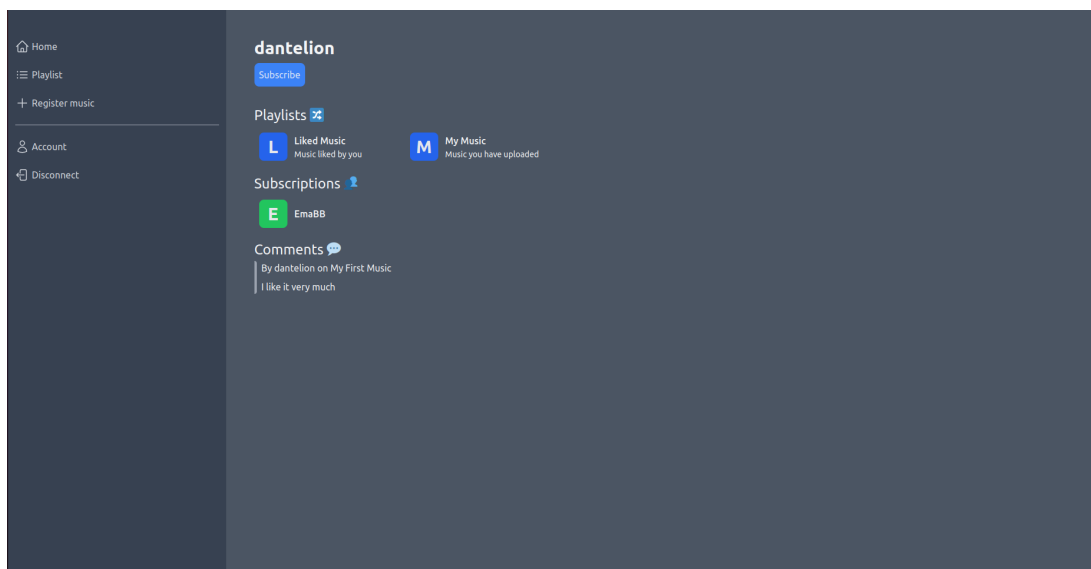 Home
Playlist
Register music
Account
Disconnect
dantelion
Subscribe
Playlists
L
Liked Music
Music liked by you
M
My Music
Music you have uploaded
Subscriptions
E
EmaBB
Comments
By dantelion on My First Music
I like it very much